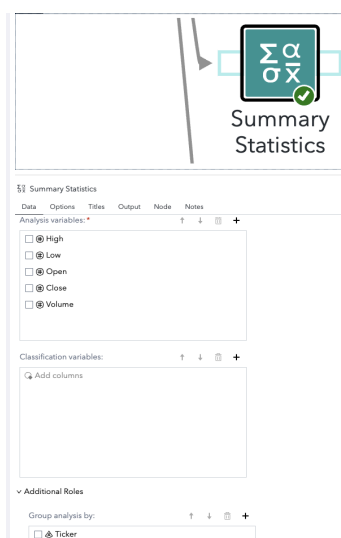 Σ α
σ x̄
Summary
Statistics
Σα σx̄ Summary Statistics
Data Options Titles Output Node Notes
Analysis variables: *
High
Low
Open
Close
Volume
Classification variables:
Add columns
Additional Roles
Group analysis by:
Ticker